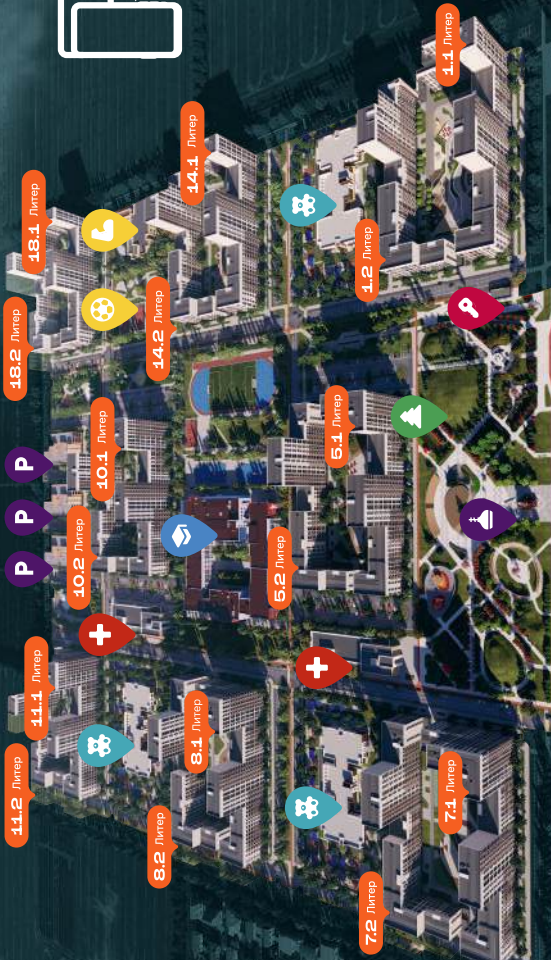 11.2 Литер
P
P
P
18.2 Литер
11.1 Литер
18.1 Литер
10.2 Литер
10.1 Литер
8.2 Литер
14.2 Литер
8.1 Литер
14.1 Литер
5.2 Литер
5.1 Литер
7.2 Литер
1.2 Литер
7.1 Литер
1.1 Литер